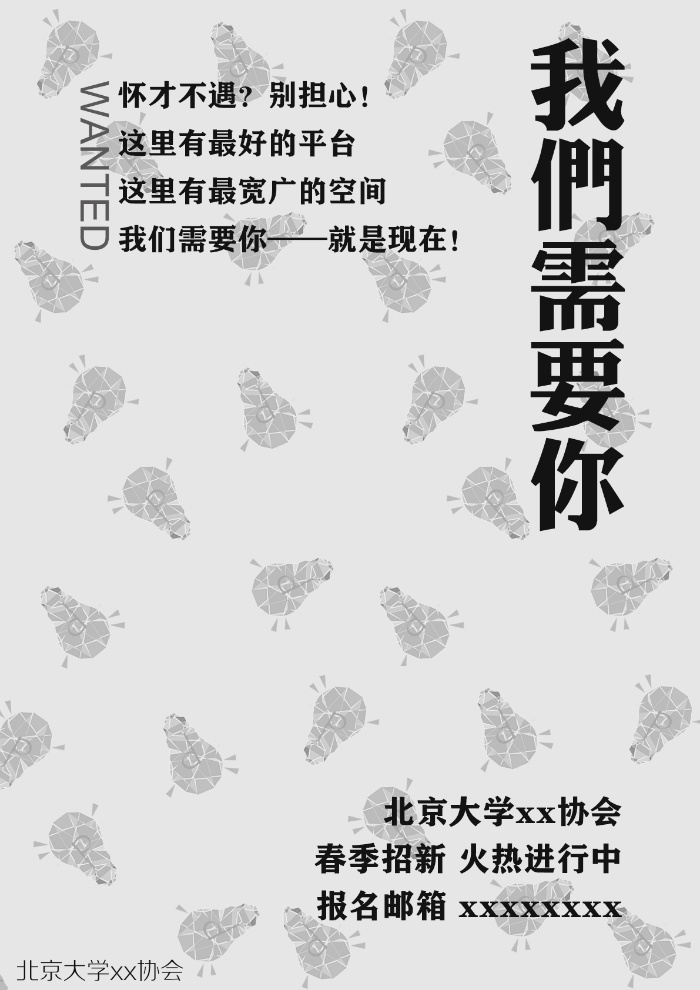 我們需要你
WANTED
怀才不遇？别担心！
这里有最好的平台
这里有最宽广的空间
我们需要你——就是现在！
北京大学xx协会
春季招新 火热进行中
报名邮箱 xxxxxxxx
北京大学xx协会